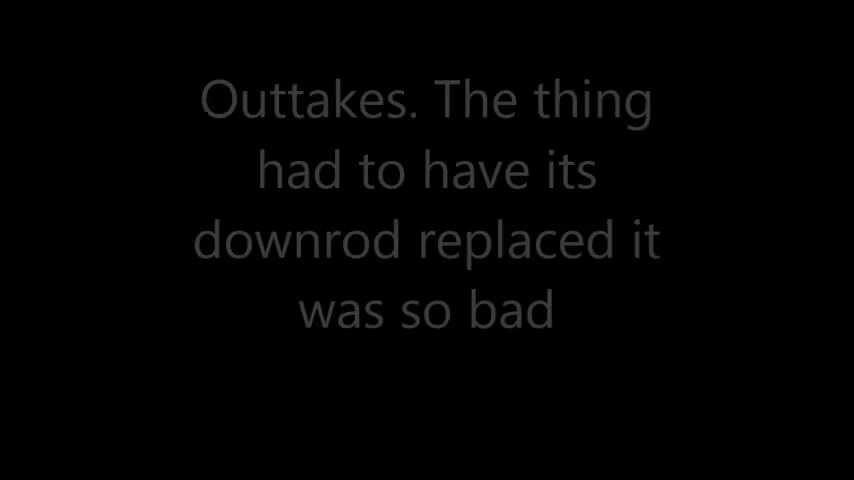 Outtakes. The thing
had to have its
downrod replaced it
was so bad